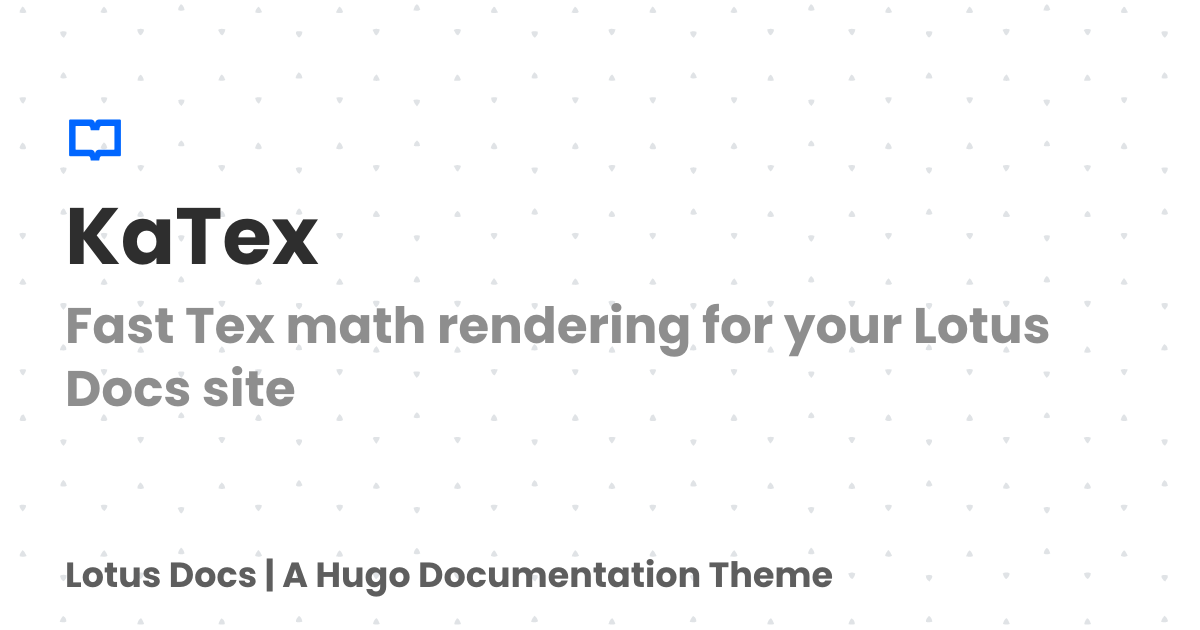 KaTex
Fast Tex math rendering for your Lotus
Docs site
Lotus Docs | A Hugo Documentation Theme